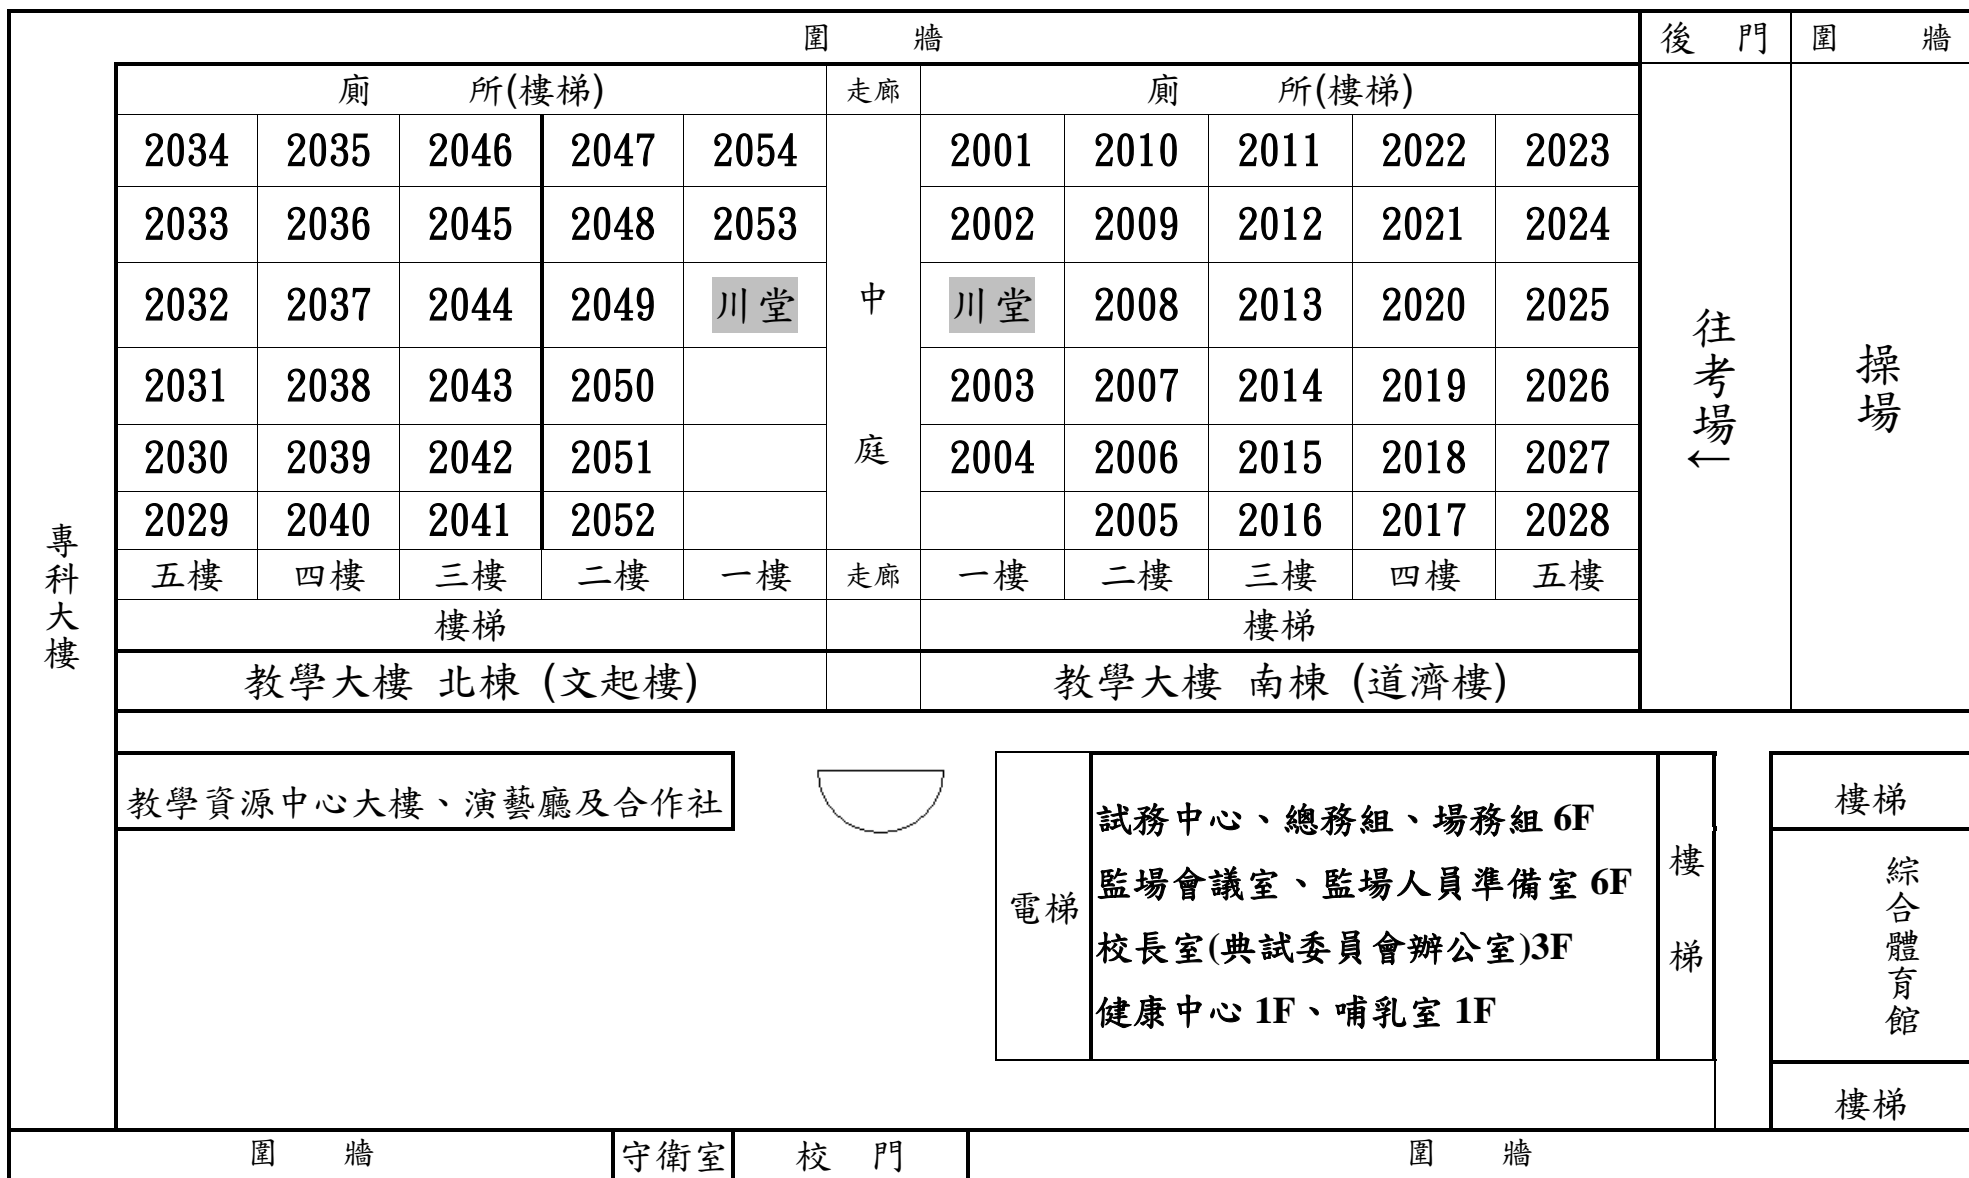 圍 牆 後 門 圍 牆
廁 所(樓梯) 走廊 廁 所(樓梯)
2034 2035 2046 2047 2054 2001 2010 2011 2022 2023
2033 2036 2045 2048 2053 2002 2009 2012 2021 2024
2032 2037 2044 2049 川堂 川堂 2008 2013 2020 2025
2031 2038 2043 2050 2003 2007 2014 2019 2026
2030 2039 2042 2051 2004 2006 2015 2018 2027
2029 2040 2041 2052 2005 2016 2017 2028
中庭
往考場↓
操場
五樓 四樓 三樓 二樓 一樓 走廊 一樓 二樓 三樓 四樓 五樓
樓梯 樓梯
教學大樓 北棟 (文起樓) 教學大樓 南棟 (道濟樓)
專科大樓
教學資源中心大樓、演藝廳及合作社
電梯
試務中心、總務組、場務組 6F
監場會議室、監場人員準備室 6F
校長室(典試委員會辦公室)3F
健康中心 1F、哺乳室 1F
樓梯
樓梯
綜合體育館
樓梯
圍 牆 守衛室 校 門 圍 牆